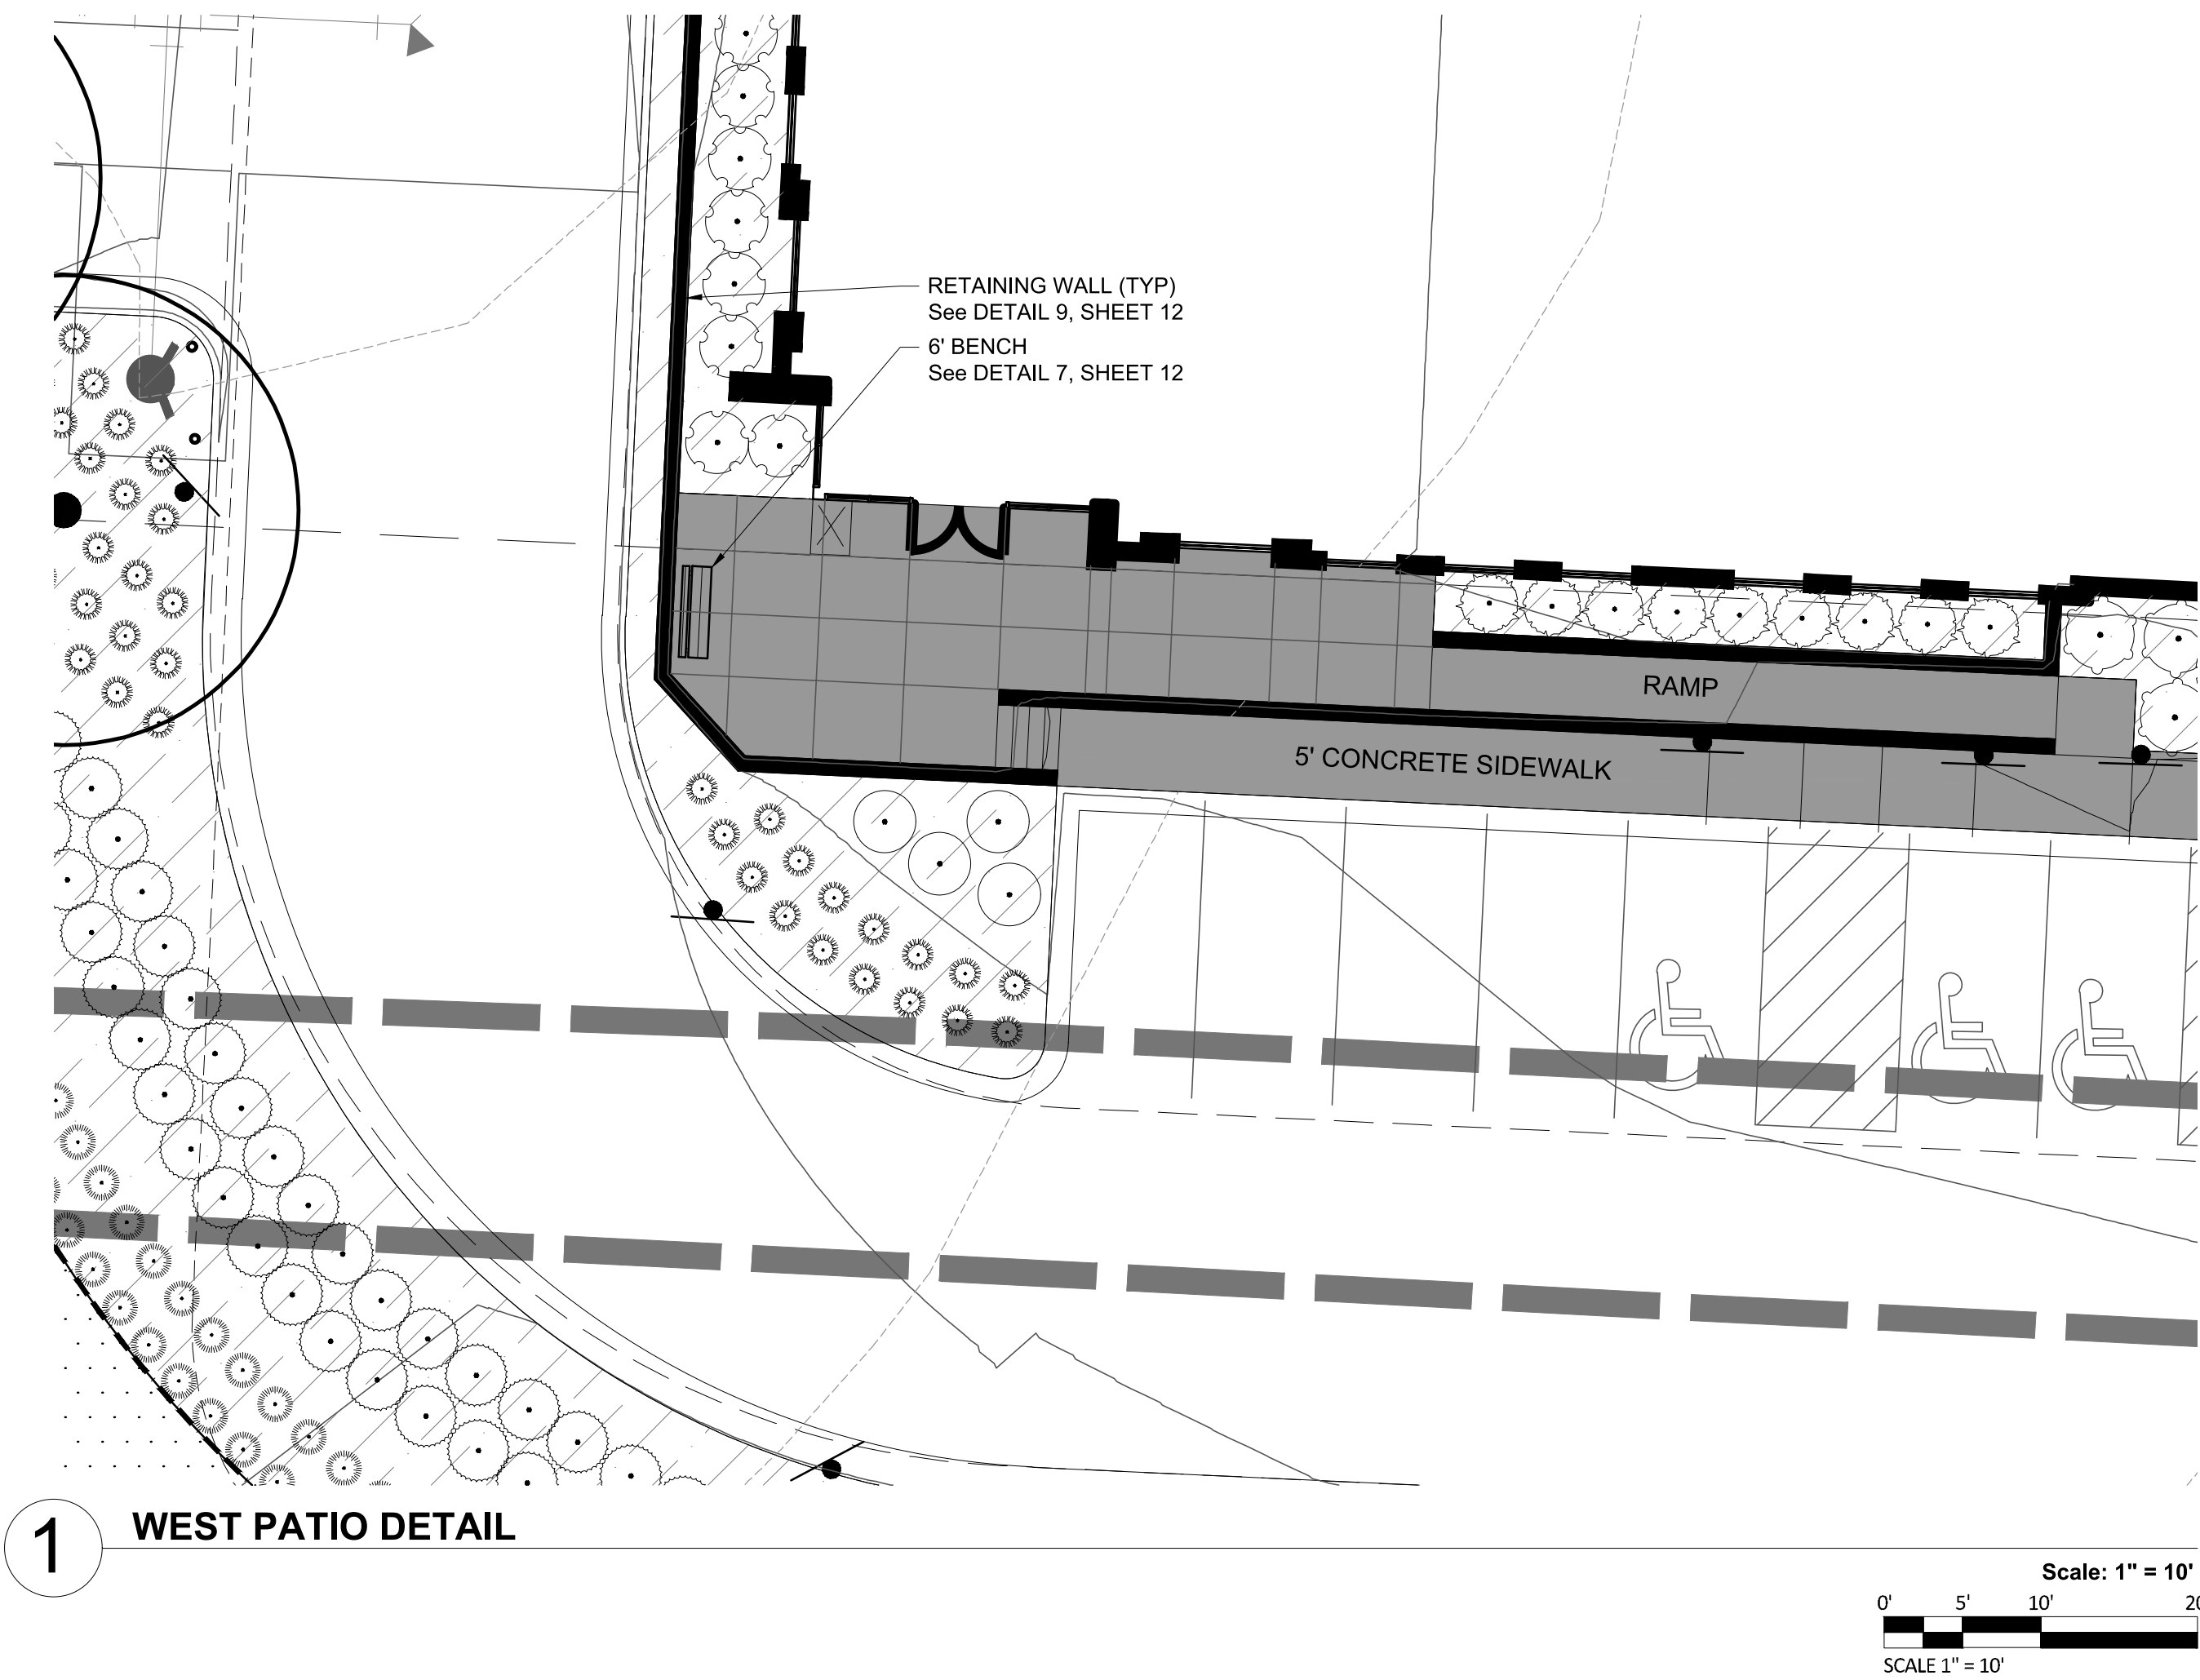 RETAINING WALL (TYP)
See DETAIL 9, SHEET 12
6' BENCH
See DETAIL 7, SHEET 12
RAMP
5' CONCRETE SIDEWALK
1
WEST PATIO DETAIL
Scale: 1" = 10'
0' 5' 10' 20
SCALE 1" = 10'